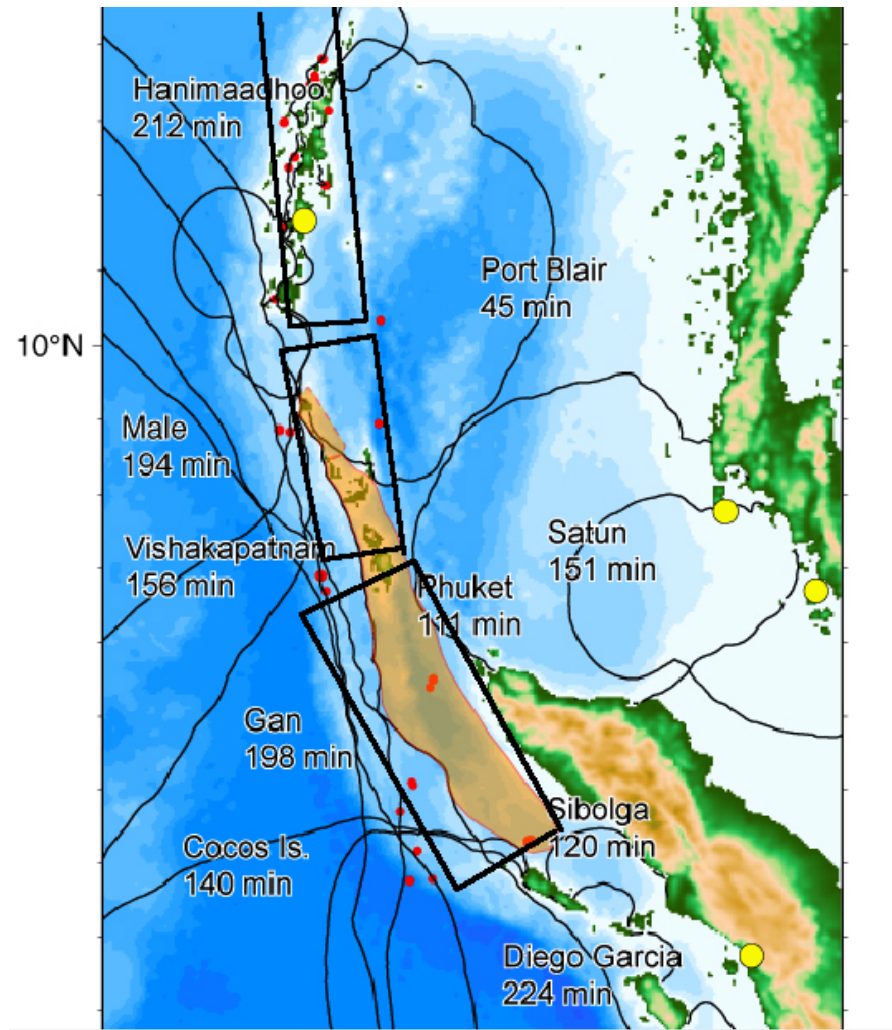 Hanimaadhoo
212 min
Port Blair
45 min
10°N
Male
194 min
Satun
151 min
Vishakapatnam
156 min
Phuket
111 min
Gan
198 min
Sibolga
120 min
Cocos Is.
140 min
Diego Garcia
224 min